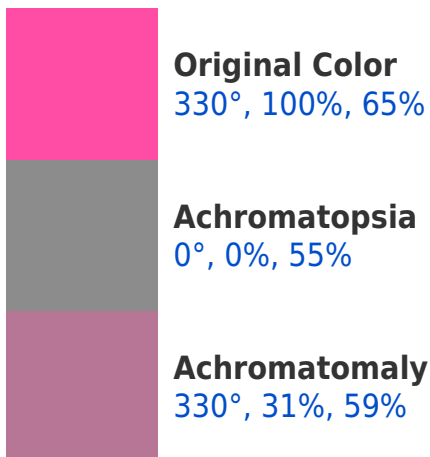 Original Color
330°, 100%, 65%
Achromatopsia
0°, 0%, 55%
Achromatomaly
330°, 31%, 59%